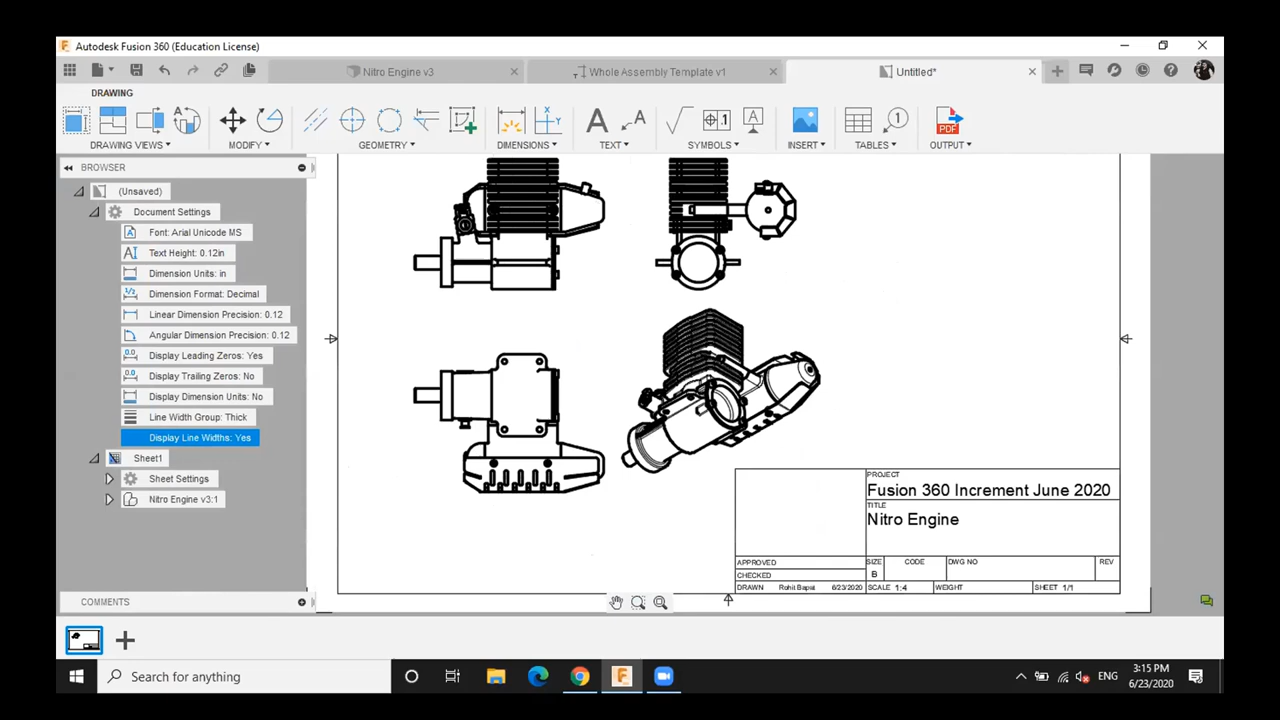 Autodesk Fusion 360 (Education License)
Nitro Engine v3
Whole Assembly Template v1
Untitled*
DRAWING
DRAWING VIEWS
MODIFY
GEOMETRY
DIMENSIONS
TEXT
SYMBOLS
INSERT
TABLES
OUTPUT
PDF
BROWSER
(Unsaved)
Document Settings
Font: Arial Unicode MS
Text Height: 0.12in
Dimension Units: in
Dimension Format: Decimal
Linear Dimension Precision: 0.12
Angular Dimension Precision: 0.12
Display Leading Zeros: Yes
Display Trailing Zeros: No
Display Dimension Units: No
Line Width Group: Thick
Display Line Widths: Yes
Sheet1
Sheet Settings
Nitro Engine v3:1
PROJECT
Fusion 360 Increment June 2020
TITLE
Nitro Engine
APPROVED
CHECKED
DRAWN Rohit Bapat 6/23/2020
SIZE
B
CODE
DWG NO
REV
SCALE 1:4
WEIGHT
SHEET 1/1
COMMENTS
Search for anything
ENG
3:15 PM
6/23/2020